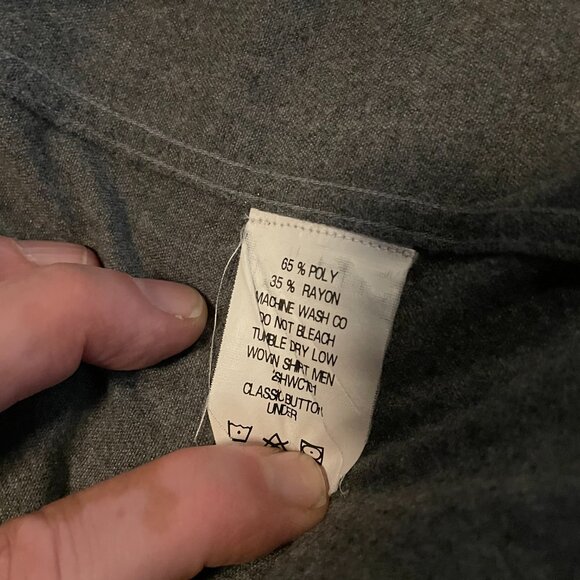 65 % POLY
35 % RAYON
MACHINE WASH CO
DO NOT BLEACH
TUMBLE DRY LOW
WOVN SHIRT MEN
CLASSIC BUTTON
UNDER